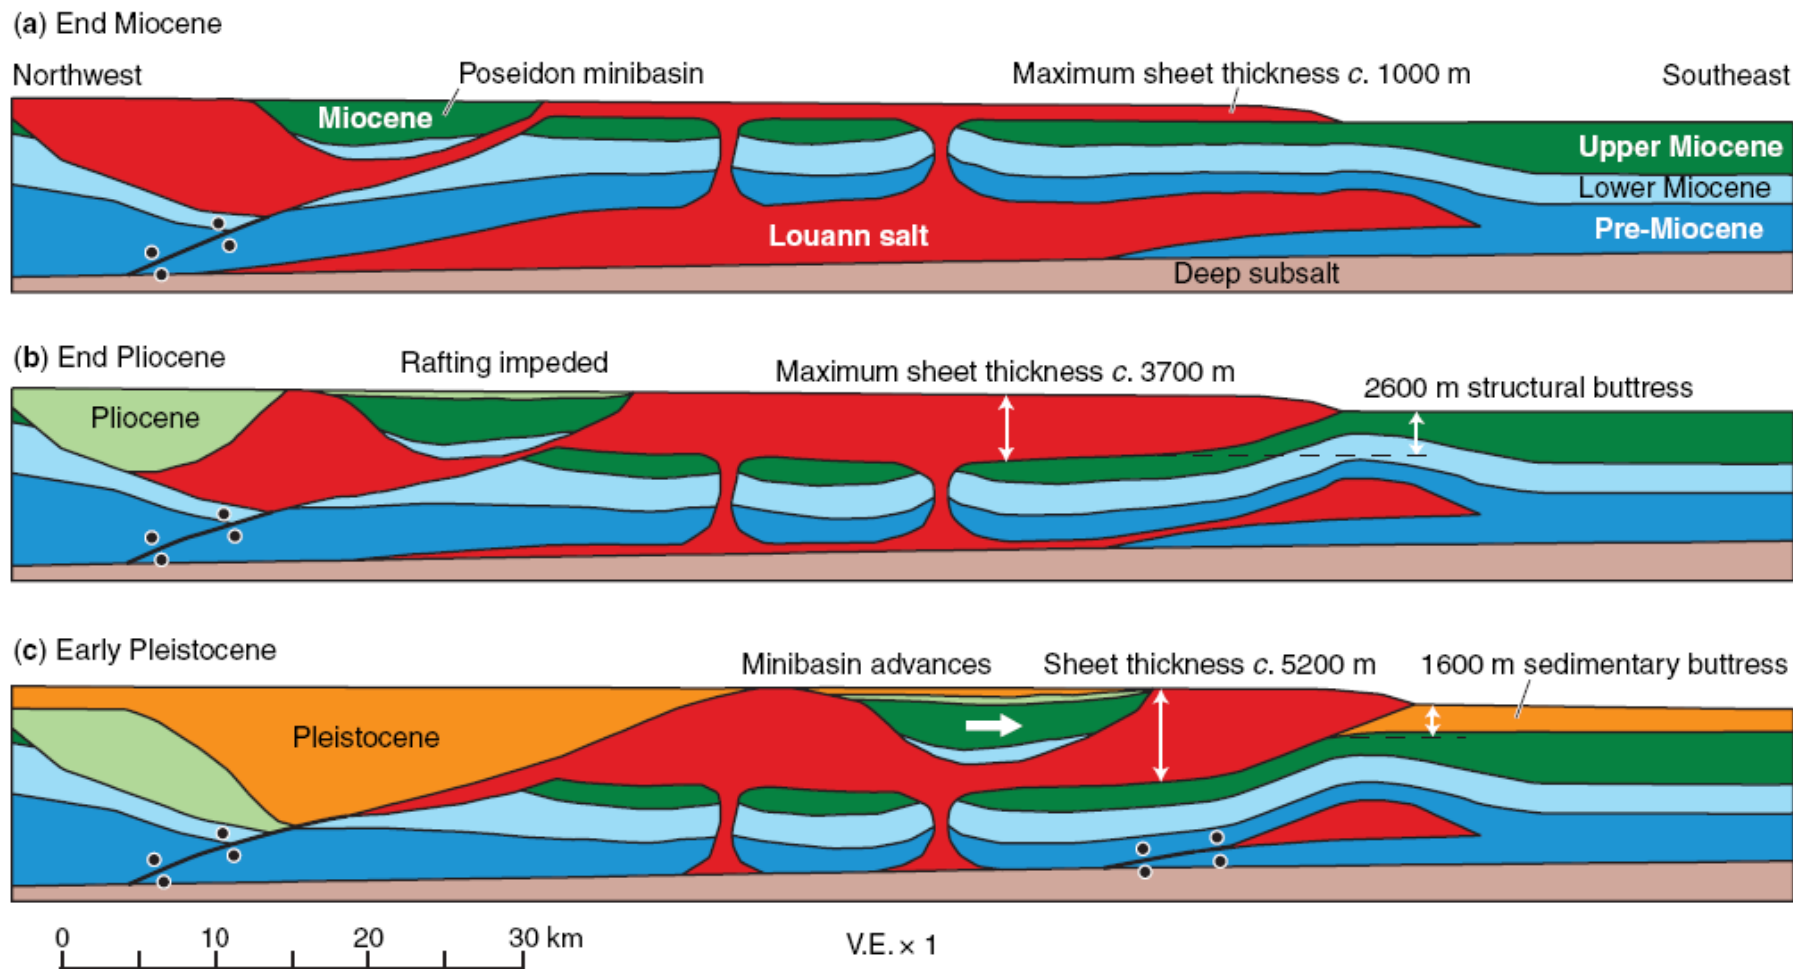 (a) End Miocene
Northwest
Poseidon minibasin
Maximum sheet thickness c. 1000 m
Southeast
Miocene
Upper Miocene
Lower Miocene
Pre-Miocene
Louann salt
Deep subsalt
(b) End Pliocene
Rafting impeded
Maximum sheet thickness c. 3700 m
2600 m structural buttress
Pliocene
(c) Early Pleistocene
Minibasin advances
Sheet thickness c. 5200 m
1600 m sedimentary buttress
Pleistocene
0 10 20 30 km
V.E. × 1